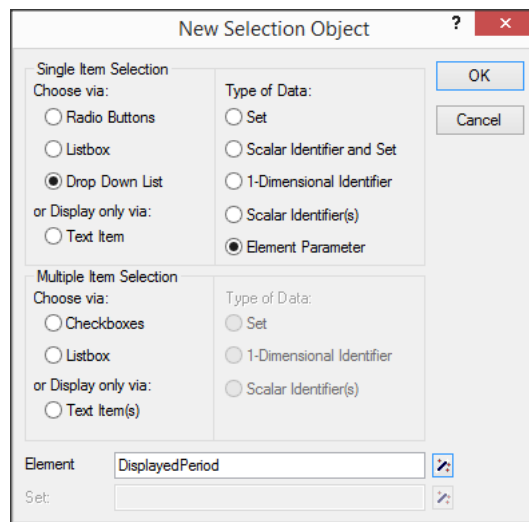 New Selection Object
?
Single Item Selection
Choose via:
Radio Buttons
Listbox
Drop Down List
or Display only via:
Text Item
Type of Data:
Set
Scalar Identifier and Set
1-Dimensional Identifier
Scalar Identifier(s)
Element Parameter
OK
Cancel
Multiple Item Selection
Choose via:
Checkboxes
Listbox
or Display only via:
Text Item(s)
Type of Data:
Set
1-Dimensional Identifier
Scalar Identifier(s)
Element DisplayedPeriod
Set: